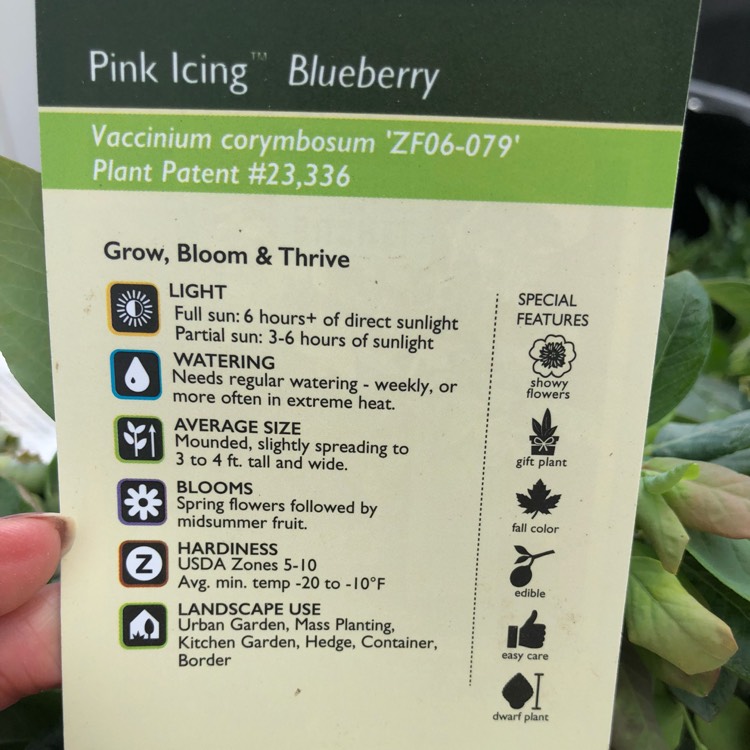 Pink Icing™ Blueberry
Vaccinium corymbosum 'ZF06-079'
Plant Patent #23,336
Grow, Bloom & Thrive
LIGHT
Full sun: 6 hours+ of direct sunlight
Partial sun: 3-6 hours of sunlight
WATERING
Needs regular watering - weekly, or
more often in extreme heat.
AVERAGE SIZE
Mounded, slightly spreading to
3 to 4 ft. tall and wide.
BLOOMS
Spring flowers followed by
midsummer fruit.
Z
HARDINESS
USDA Zones 5-10
Avg. min. temp -20 to -10°F
LANDSCAPE USE
Urban Garden, Mass Planting,
Kitchen Garden, Hedge, Container,
Border
SPECIAL
FEATURES
showy
flowers
gift plant
fall color
edible
easy care
dwarf plant